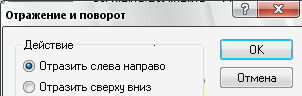 Отражение и поворот
Действие
Отразить слева направо
Отразить сверху вниз
OK
Отмена